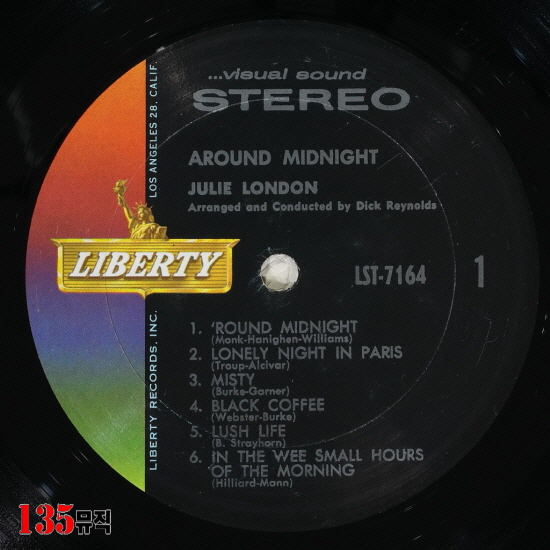 ...visual sound
STEREO
LOS ANGELES 28, CALIF.
AROUND MIDNIGHT
JULIE LONDON
Arranged and Conducted by Dick Reynolds
LIBERTY
LST-7164
1
1. 'ROUND MIDNIGHT
(Monk-Hanighen-Williams)
2. LONELY NIGHT IN PARIS
(Troup-Alcivar)
3. MISTY
(Burke-Garner)
4. BLACK COFFEE
(Webster-Burke)
5. LUSH LIFE
(B. Strayhorn)
6. IN THE WEE SMALL HOURS
OF THE MORNING
(Hilliard-Mann)
LIBERTY RECORDS, INC.
135뮤직